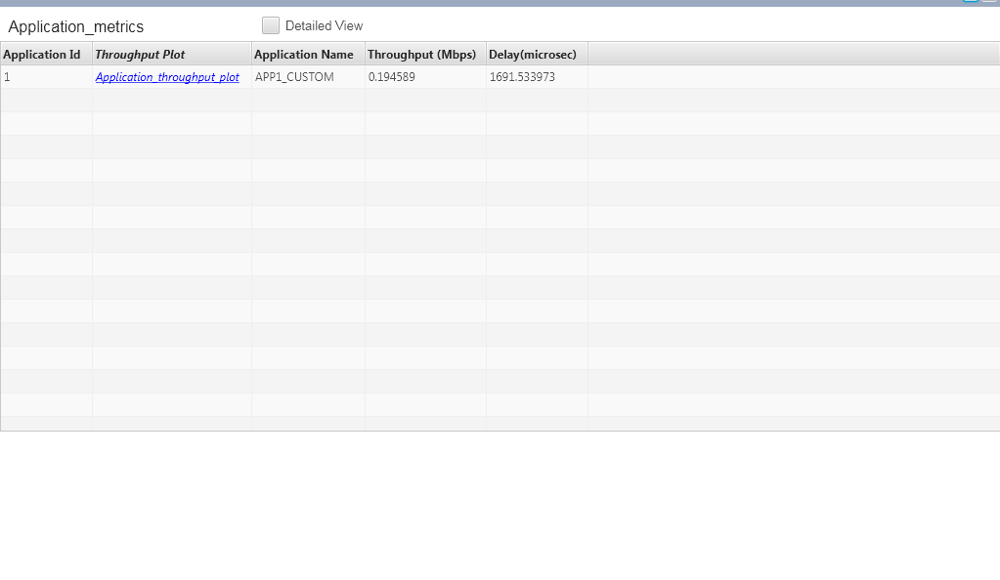 Application_metrics Detailed View
Application Id Throughput Plot Application Name Throughput (Mbps) Delay(microsec)
1 Application_throughput_plot APP1_CUSTOM 0.194589 1691.533973